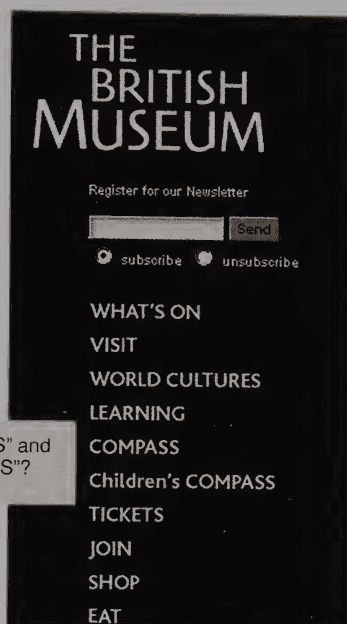 THE
BRITISH
MUSEUM
Register for our Newsletter
Send
subscribe unsubscribe
WHAT'S ON
VISIT
WORLD CULTURES
LEARNING
COMPASS
S” and
S”?
Children's COMPASS
TICKETS
JOIN
SHOP
EAT